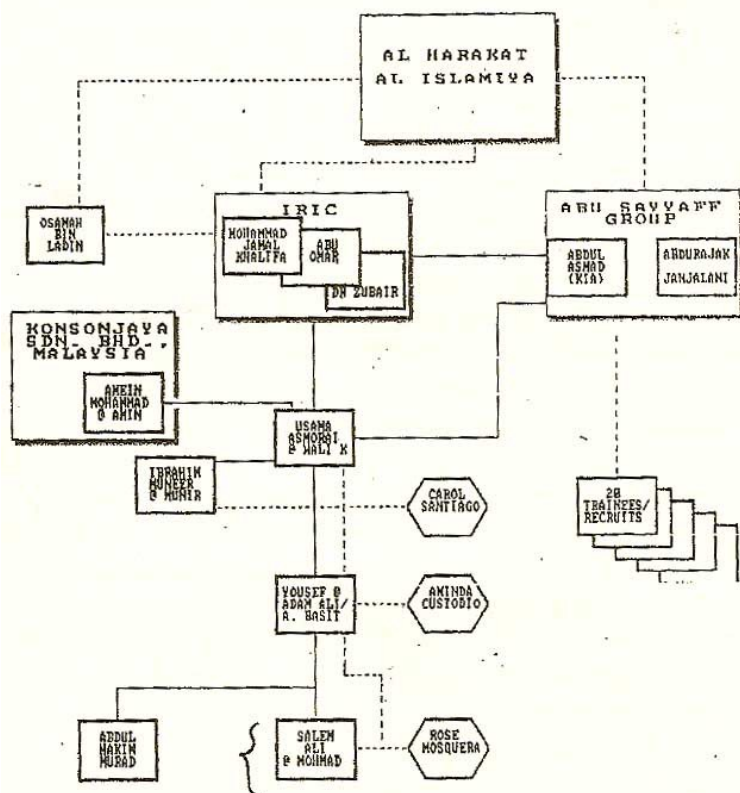 AL HARAKAT
AL ISLAMIYA
OSAMAH
BIN
LADIN
IRIC
MOHAMMAD
JAMAL
KHALIFA
ABU
OMAR
DR ZUBAIR
ABU SAYYAFF
GROUP
ABDUL
ASMAD
(KIA)
ABDURAJAK
JANJALANI
KONSONJAYA
SDN. BHD.,
MALAYSIA
AMEIN
MOHAMMAD
@ AMIN
USAMA
ASMORAI
@ WALI K
IBRAHIM
MUNEER
@ MUNIR
CAROL
SANTIAGO
20
TRAINEES/
RECRUITS
YOUSEF @
ADAM ALI/
A. BASIT
AMINDA
CUSTODIO
ABDUL
HAKIM
MURAD
SALEM
ALI
@ MOHMAD
ROSE
MOSQUERA